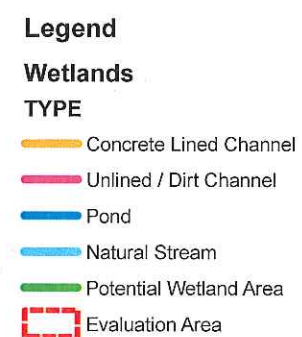 Legend
Wetlands
TYPE
Concrete Lined Channel
Unlined / Dirt Channel
Pond
Natural Stream
Potential Wetland Area
Evaluation Area